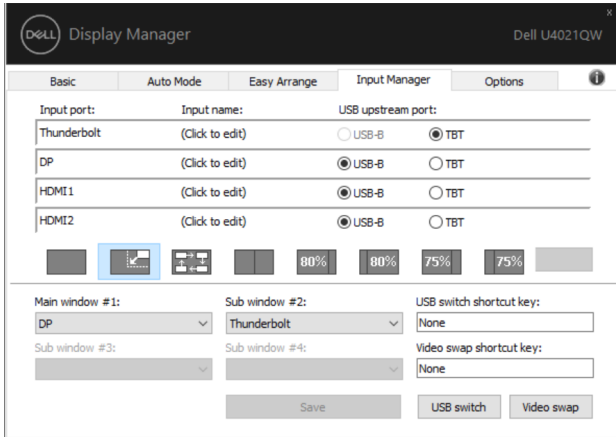 DELL Display Manager
Dell U4021QW
x
Basic Auto Mode Easy Arrange Input Manager Options i
Input port: Input name: USB upstream port:
Thunderbolt (Click to edit) USB-B TBT
DP (Click to edit) USB-B TBT
HDMI1 (Click to edit) USB-B TBT
HDMI2 (Click to edit) USB-B TBT
80% 80% 75% 75%
Main window #1: Sub window #2: USB switch shortcut key:
DP Thunderbolt None
Sub window #3: Sub window #4: Video swap shortcut key:
None
Save USB switch Video swap